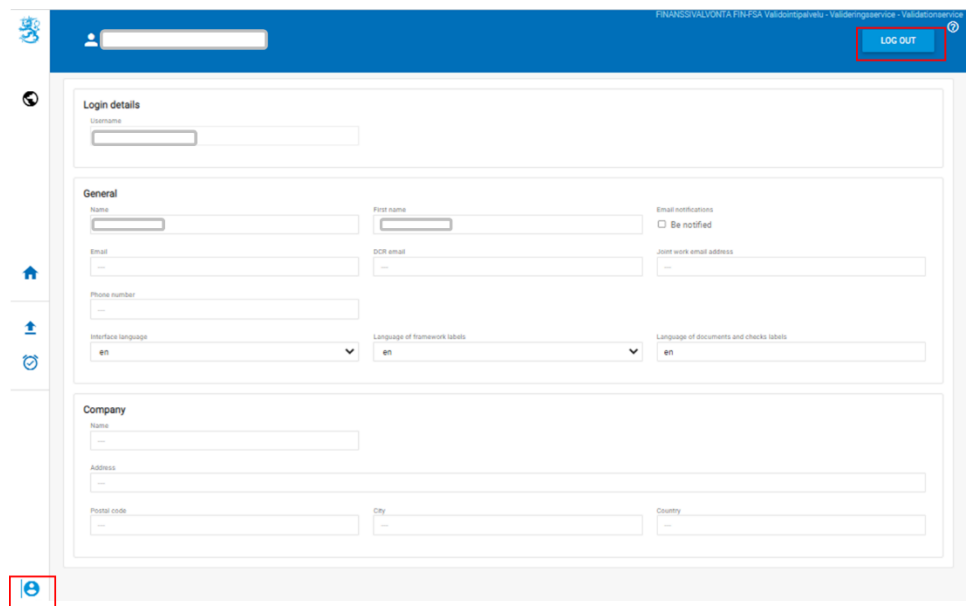 FINANSSIVALVONTA FIN-FSA Validointipalvelu - Valideringsservice - Validationservice
LOG OUT
Login details
Username
General
Name First name Email notifications
Be notified
Email DCR email Joint work email address
--- --- ---
Phone number
---
Interface language Language of framework labels Language of documents and checks labels
en en en
Company
Name
---
Address
---
Postal code City Country
--- --- ---